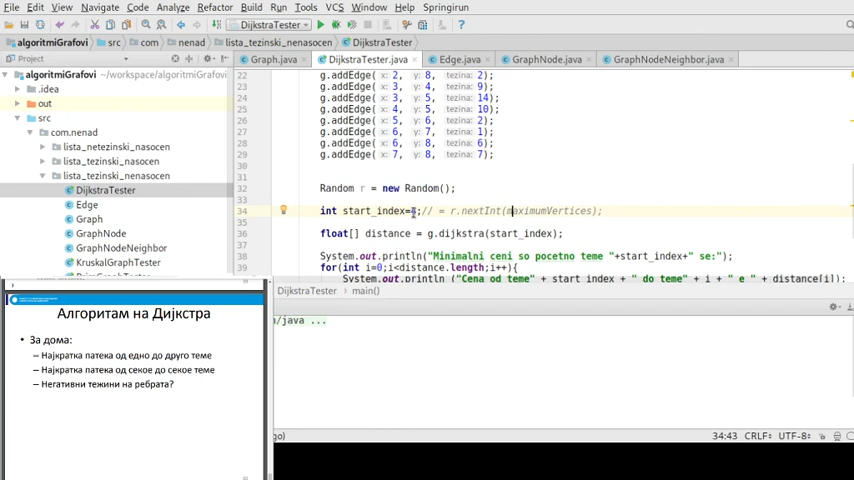 File Edit View Navigate Code Analyze Refactor Build Run Tools VCS Window Help Springirun
DijkstraTester
algoritmiGrafovi src com nenad lista_tezinski_nenasocen DijkstraTester
Project
Graph.java DijkstraTester.java Edge.java GraphNode.java GraphNodeNeighbor.java
algoritmiGrafovi ~/workspace/algoritmiGrafovi
.idea
out
src
com.nenad
lista_netezinski_nasocen
lista_tezinski_nasocen
lista_tezinski_nenasocen
DijkstraTester
Edge
Graph
GraphNode
GraphNodeNeighbor
KruskalGraphTester
PrimGraphTester
22 g.addEdge( x: 2, y: 8, tezina: 2);
23 g.addEdge( x: 3, y: 4, tezina: 9);
24 g.addEdge( x: 3, y: 5, tezina: 14);
25 g.addEdge( x: 4, y: 5, tezina: 10);
26 g.addEdge( x: 5, y: 6, tezina: 2);
27 g.addEdge( x: 6, y: 7, tezina: 1);
28 g.addEdge( x: 6, y: 8, tezina: 6);
29 g.addEdge( x: 7, y: 8, tezina: 7);
30
31
32 Random r = new Random();
33
34 int start_index= ;// = r.nextInt(maximumVertices);
35
36 float[] distance = g.dijkstra(start_index);
37
38 System.out.println("Minimalni ceni so pocetno teme "+start_index+" se:");
39 for(int i=0;i<distance.length;i++){
System.out.println ("Cena od teme" + start_index + " do teme" + i + " e " + distance[i]);
DijkstraTester main()
/java ...
34:43 CRLF UTF-8
Алгоритам на Дијкстра
• За дома:
– Најкратка патека од едно до друго теме
– Најкратка патека од секое до секое теме
– Негативни тежини на ребрата?